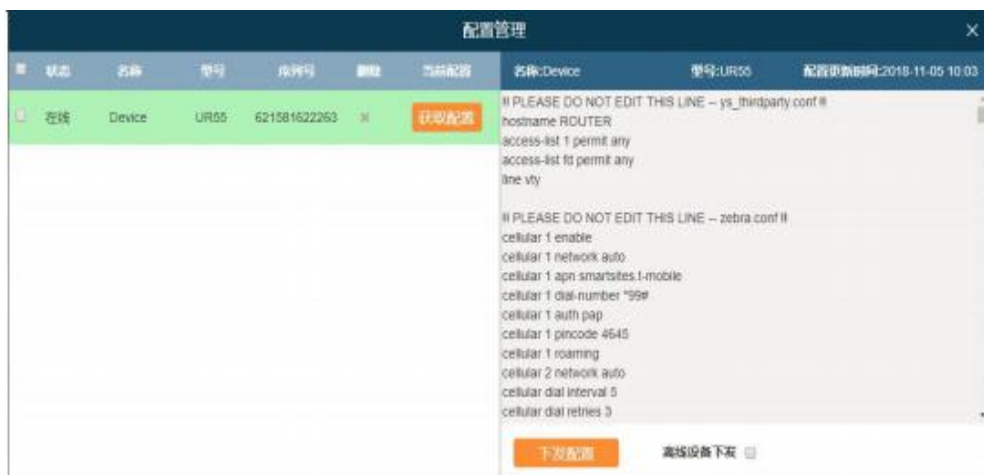 配置管理
状态 名称 型号 序列号 删除 当前配置
名称:Device 型号:UR55 配置更新时间:2018-11-05 10:03
在线 Device UR55 621581622263 获取配置
!! PLEASE DO NOT EDIT THIS LINE -- ys_thirdparty.conf !!
hostname ROUTER
access-list 1 permit any
access-list fd permit any
line vty
!! PLEASE DO NOT EDIT THIS LINE -- zebra.conf !!
cellular 1 enable
cellular 1 network auto
cellular 1 apn smartsites.t-mobile
cellular 1 dial-number *99#
cellular 1 auth pap
cellular 1 pincode 4645
cellular 1 roaming
cellular 2 network auto
cellular dial interval 5
cellular dial retries 3
下发配置 离线设备下发